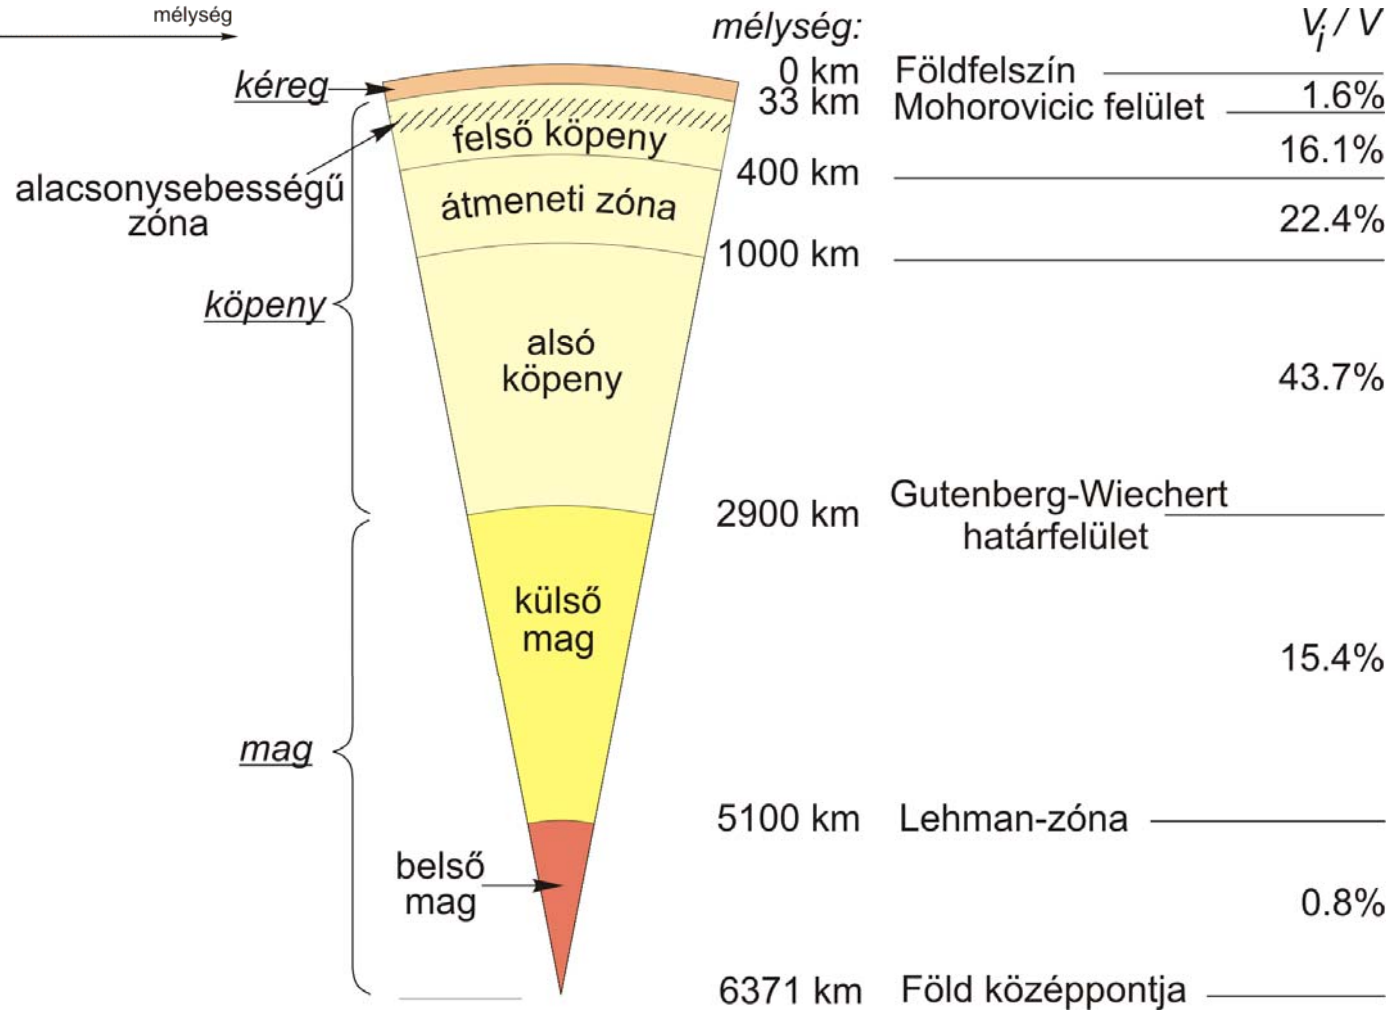 mélység
mélység:
V_i / V
kéreg
0 km Földfelszín
33 km Mohorovicic felület
1.6%
felső köpeny
16.1%
400 km
alacsonysebességű
zóna
átmeneti zóna
22.4%
1000 km
köpeny
alsó
köpeny
43.7%
2900 km
Gutenberg-Wiechert
határfelület
külső
mag
15.4%
mag
5100 km Lehman-zóna
belső
mag
0.8%
6371 km Föld középpontja